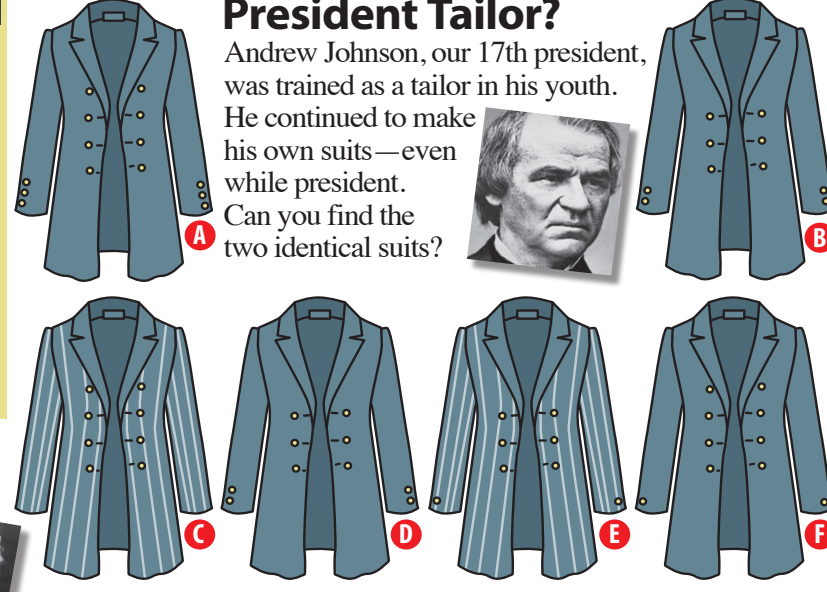 President Tailor?
Andrew Johnson, our 17th president,
was trained as a tailor in his youth.
He continued to make
his own suits—even
while president.
Can you find the
two identical suits?
A
B
C
D
E
F